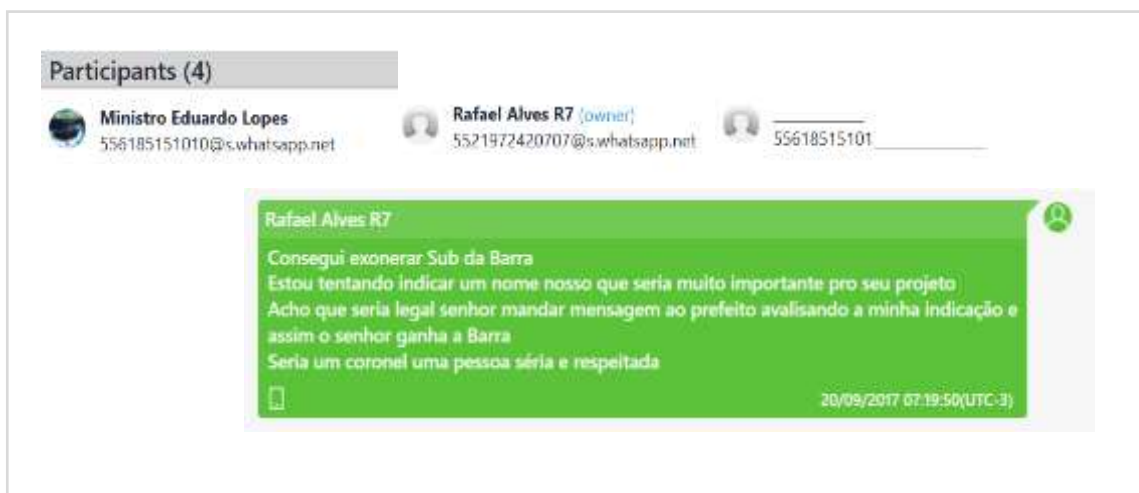 Participants (4)
Ministro Eduardo Lopes
556185151010@s.whatsapp.net
Rafael Alves R7 (owner)
5521972420707@s.whatsapp.net
55618515101
Rafael Alves R7
Consegui exonerar Sub da Barra
Estou tentando indicar um nome nosso que seria muito importante pro seu projeto
Acho que seria legal senhor mandar mensagem ao prefeito avalisando a minha indicação e
assim o senhor ganha a Barra
Seria um coronel uma pessoa séria e respeitada
20/09/2017 07:19:50(UTC-3)